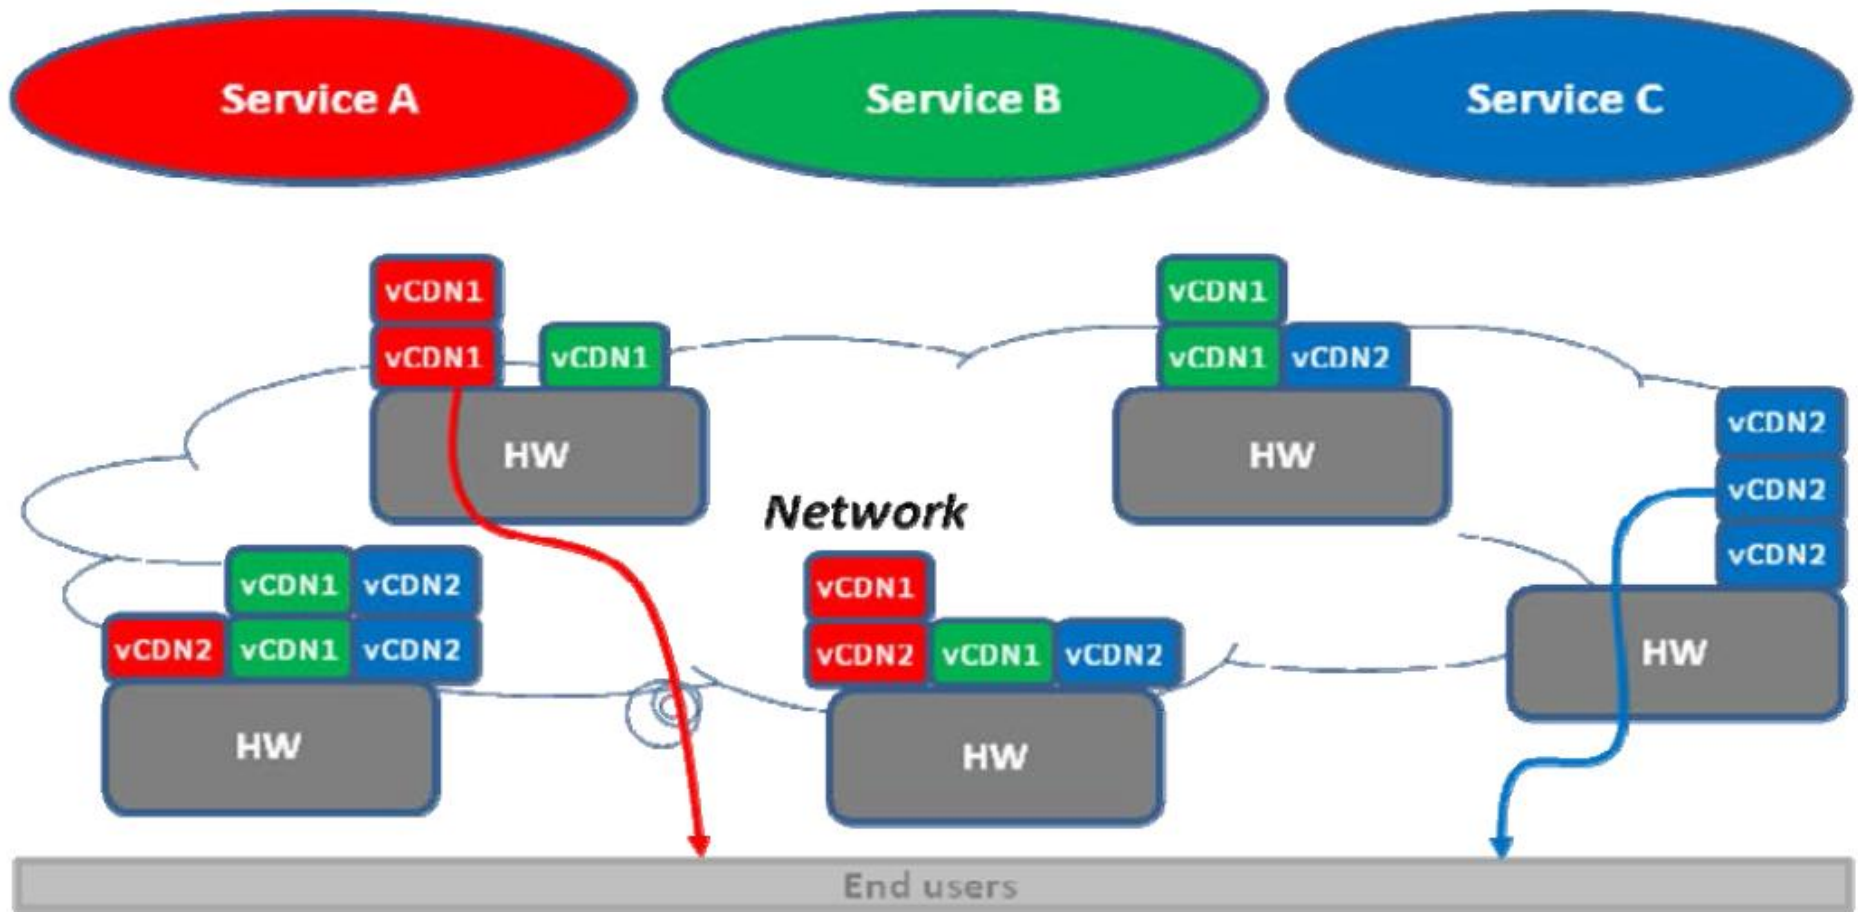 Service A
Service B
Service C
vCDN1
vCDN1
vCDN1
HW
vCDN1
vCDN1
vCDN2
HW
vCDN2
vCDN2
vCDN2
HW
Network
vCDN1
vCDN2
vCDN2
vCDN1
vCDN2
HW
vCDN1
vCDN2
vCDN1
vCDN2
HW
End users